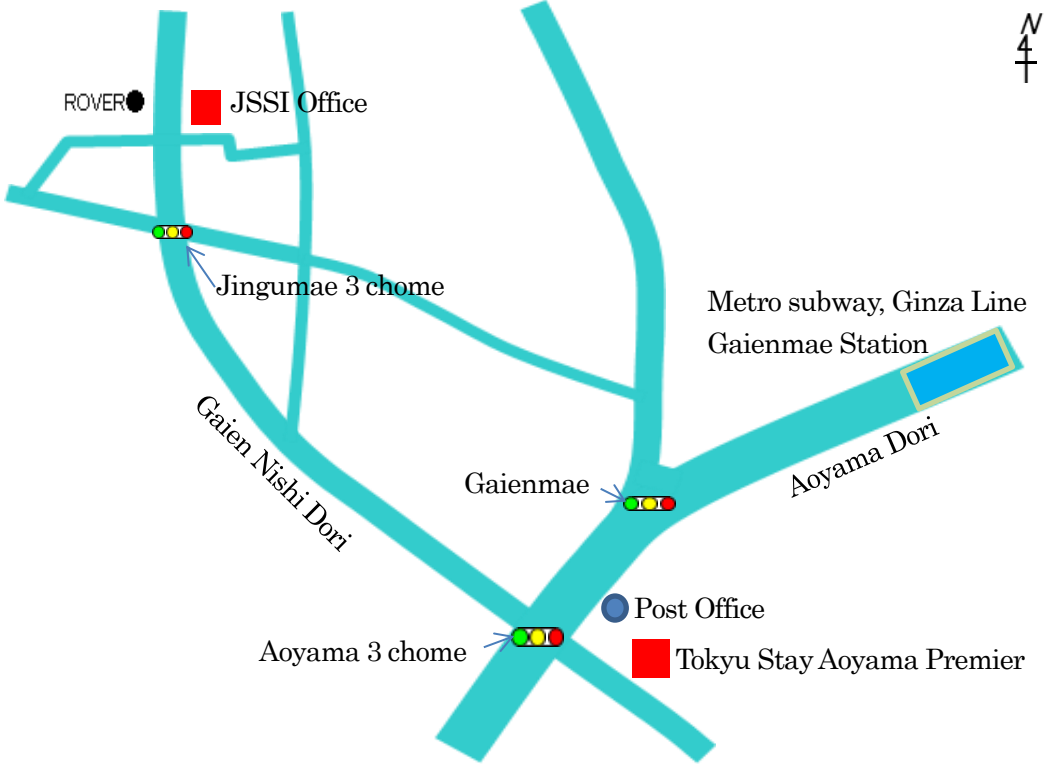 N
ROVER
JSSI Office
Jingumae 3 chome
Metro subway, Ginza Line
Gaienmae Station
Gaien Nishi Dori
Aoyama Dori
Gaienmae
Post Office
Aoyama 3 chome
Tokyu Stay Aoyama Premier